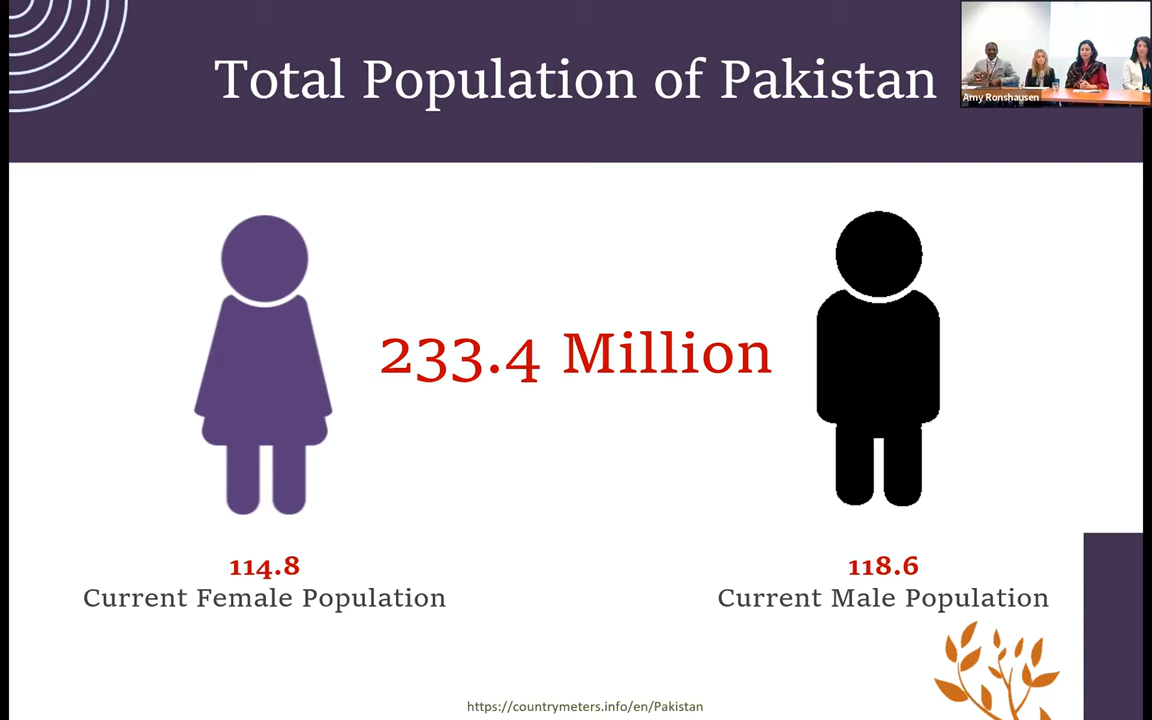 Total Population of Pakistan
Amy Ronshausen
233.4 Million
114.8
Current Female Population
118.6
Current Male Population
https://countrymeters.info/en/Pakistan